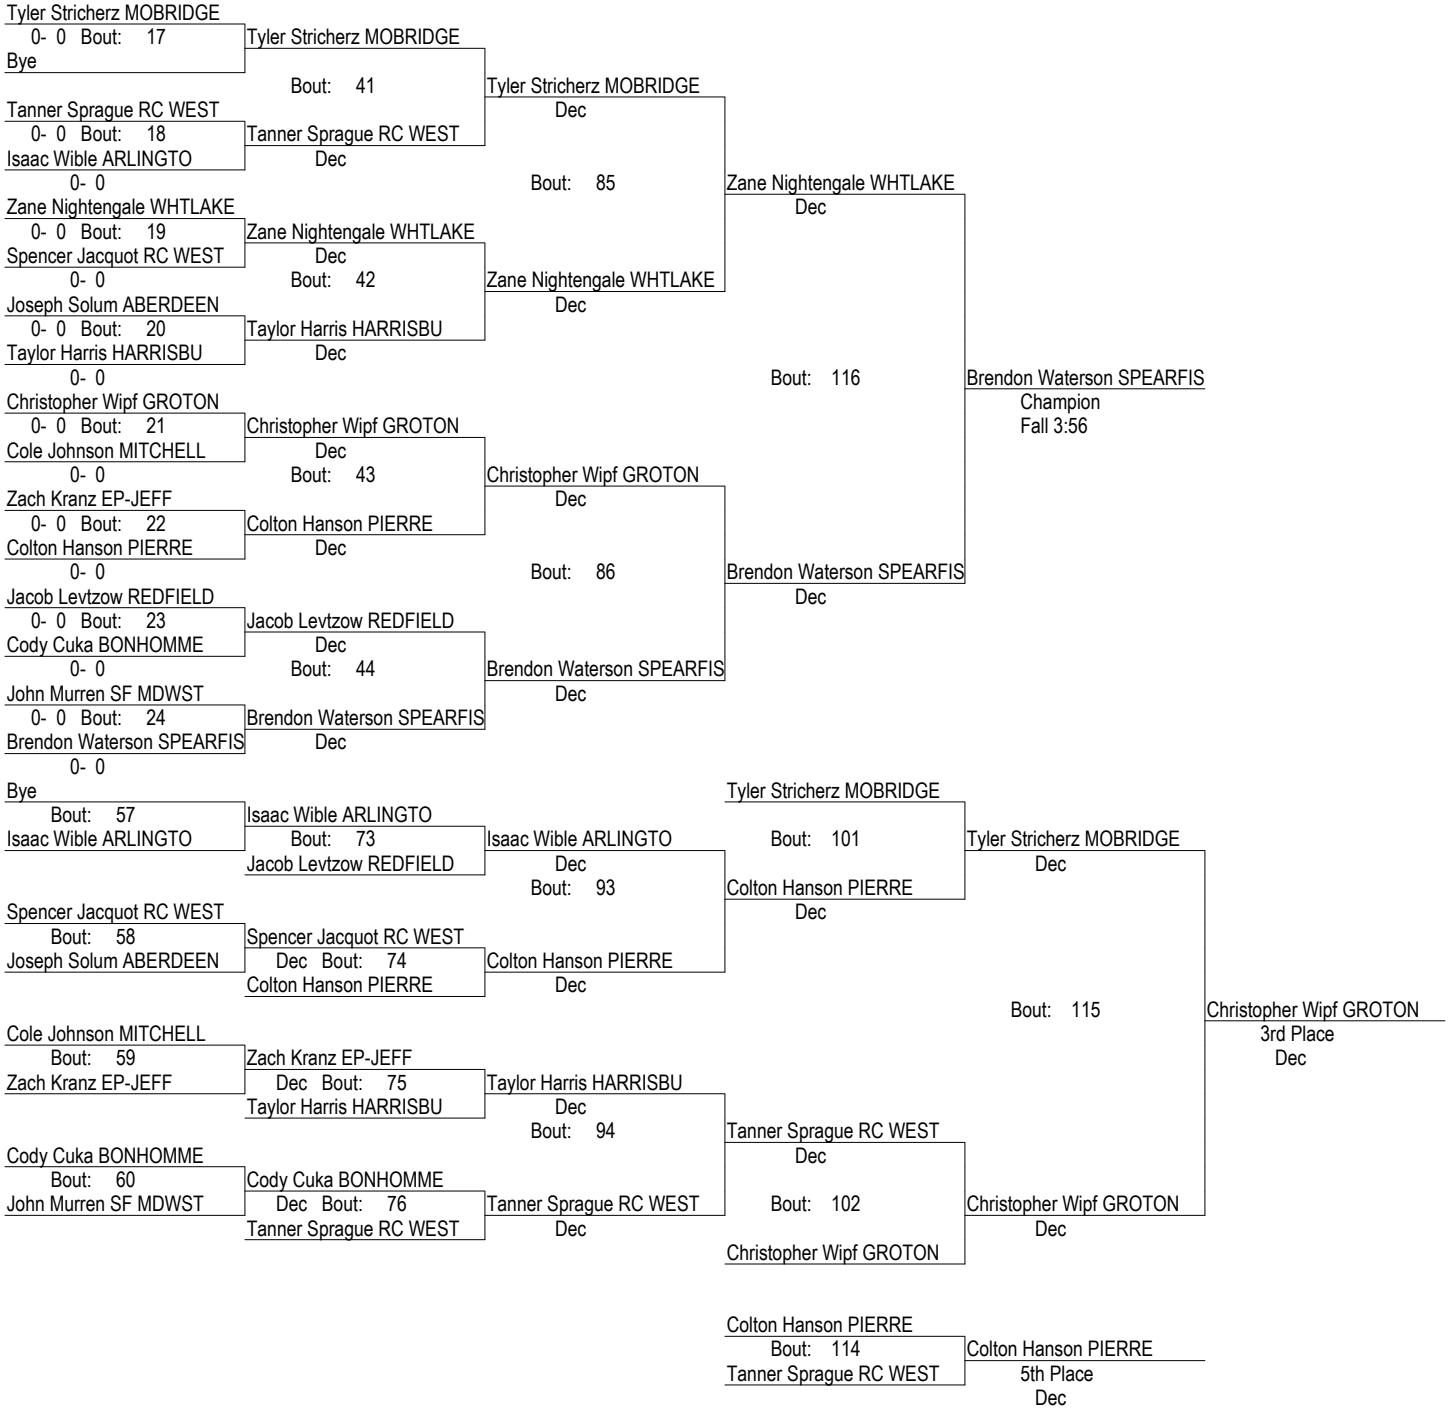 Tyler Stricherz MOBRIDGE
0- 0 Bout: 17 Tyler Stricherz MOBRIDGE
Bye
Bout: 41 Tyler Stricherz MOBRIDGE
Tanner Sprague RC WEST Dec
0- 0 Bout: 18 Tanner Sprague RC WEST
Isaac Wible ARLINGTO Dec
0- 0 Bout: 85 Zane Nightengale WHTLAKE
Zane Nightengale WHTLAKE Dec
0- 0 Bout: 19 Zane Nightengale WHTLAKE
Spencer Jacquot RC WEST Dec
0- 0 Bout: 42 Zane Nightengale WHTLAKE
Joseph Solum ABERDEEN Dec
0- 0 Bout: 20 Taylor Harris HARRISBU
Taylor Harris HARRISBU Dec
0- 0 Bout: 116 Brendon Waterson SPEARFIS
Christopher Wipf GROTON Champion
0- 0 Bout: 21 Christopher Wipf GROTON Fall 3:56
Cole Johnson MITCHELL Dec
0- 0 Bout: 43 Christopher Wipf GROTON
Zach Kranz EP-JEFF Dec
0- 0 Bout: 22 Colton Hanson PIERRE
Colton Hanson PIERRE Dec
0- 0 Bout: 86 Brendon Waterson SPEARFIS
Jacob Levtzow REDFIELD Dec
0- 0 Bout: 23 Jacob Levtzow REDFIELD
Cody Cuka BONHOMME Dec
0- 0 Bout: 44 Brendon Waterson SPEARFIS
John Murren SF MDWST Dec
0- 0 Bout: 24 Brendon Waterson SPEARFIS
Brendon Waterson SPEARFIS Dec
0- 0
Bye Tyler Stricherz MOBRIDGE
Bout: 57 Isaac Wible ARLINGTO
Isaac Wible ARLINGTO Bout: 73 Isaac Wible ARLINGTO Bout: 101 Tyler Stricherz MOBRIDGE
Jacob Levtzow REDFIELD Dec Dec
Bout: 93 Colton Hanson PIERRE
Spencer Jacquot RC WEST Dec
Bout: 58 Spencer Jacquot RC WEST
Joseph Solum ABERDEEN Dec Bout: 74 Colton Hanson PIERRE
Colton Hanson PIERRE Dec
Bout: 115 Christopher Wipf GROTON
Cole Johnson MITCHELL 3rd Place
Bout: 59 Zach Kranz EP-JEFF Dec
Zach Kranz EP-JEFF Dec Bout: 75 Taylor Harris HARRISBU
Taylor Harris HARRISBU Dec
Bout: 94 Tanner Sprague RC WEST
Cody Cuka BONHOMME Dec
Bout: 60 Cody Cuka BONHOMME
John Murren SF MDWST Dec Bout: 76 Tanner Sprague RC WEST Bout: 102 Christopher Wipf GROTON
Tanner Sprague RC WEST Dec Dec
Christopher Wipf GROTON
Colton Hanson PIERRE
Bout: 114 Colton Hanson PIERRE
Tanner Sprague RC WEST 5th Place
Dec